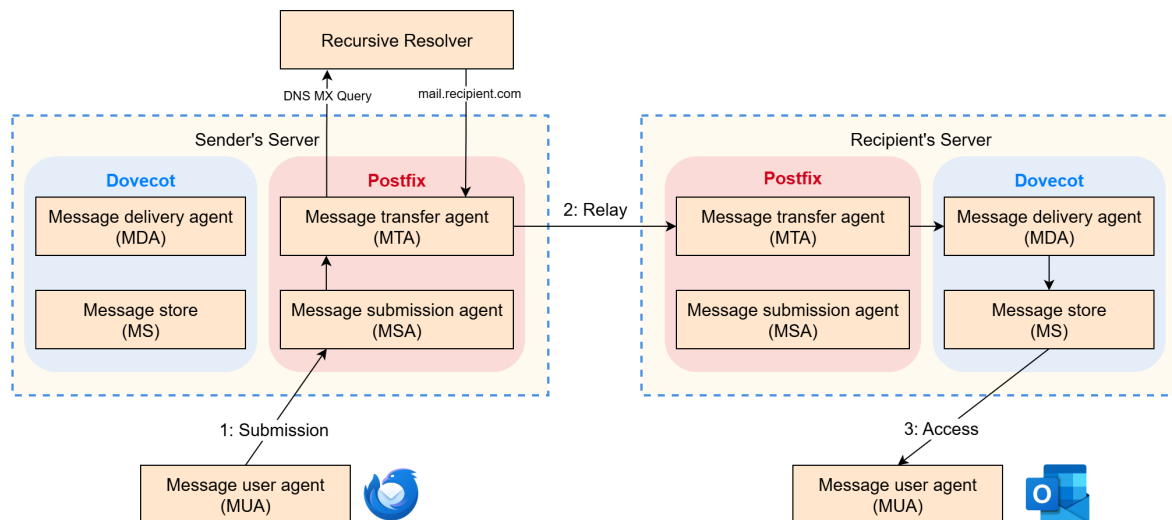 Recursive Resolver
DNS MX Query
mail.recipient.com
Sender's Server
Dovecot
Message delivery agent
(MDA)
Message store
(MS)
Postfix
Message transfer agent
(MTA)
Message submission agent
(MSA)
2: Relay
Recipient's Server
Postfix
Message transfer agent
(MTA)
Message submission agent
(MSA)
Dovecot
Message delivery agent
(MDA)
Message store
(MS)
1: Submission
Message user agent
(MUA)
3: Access
Message user agent
(MUA)
O